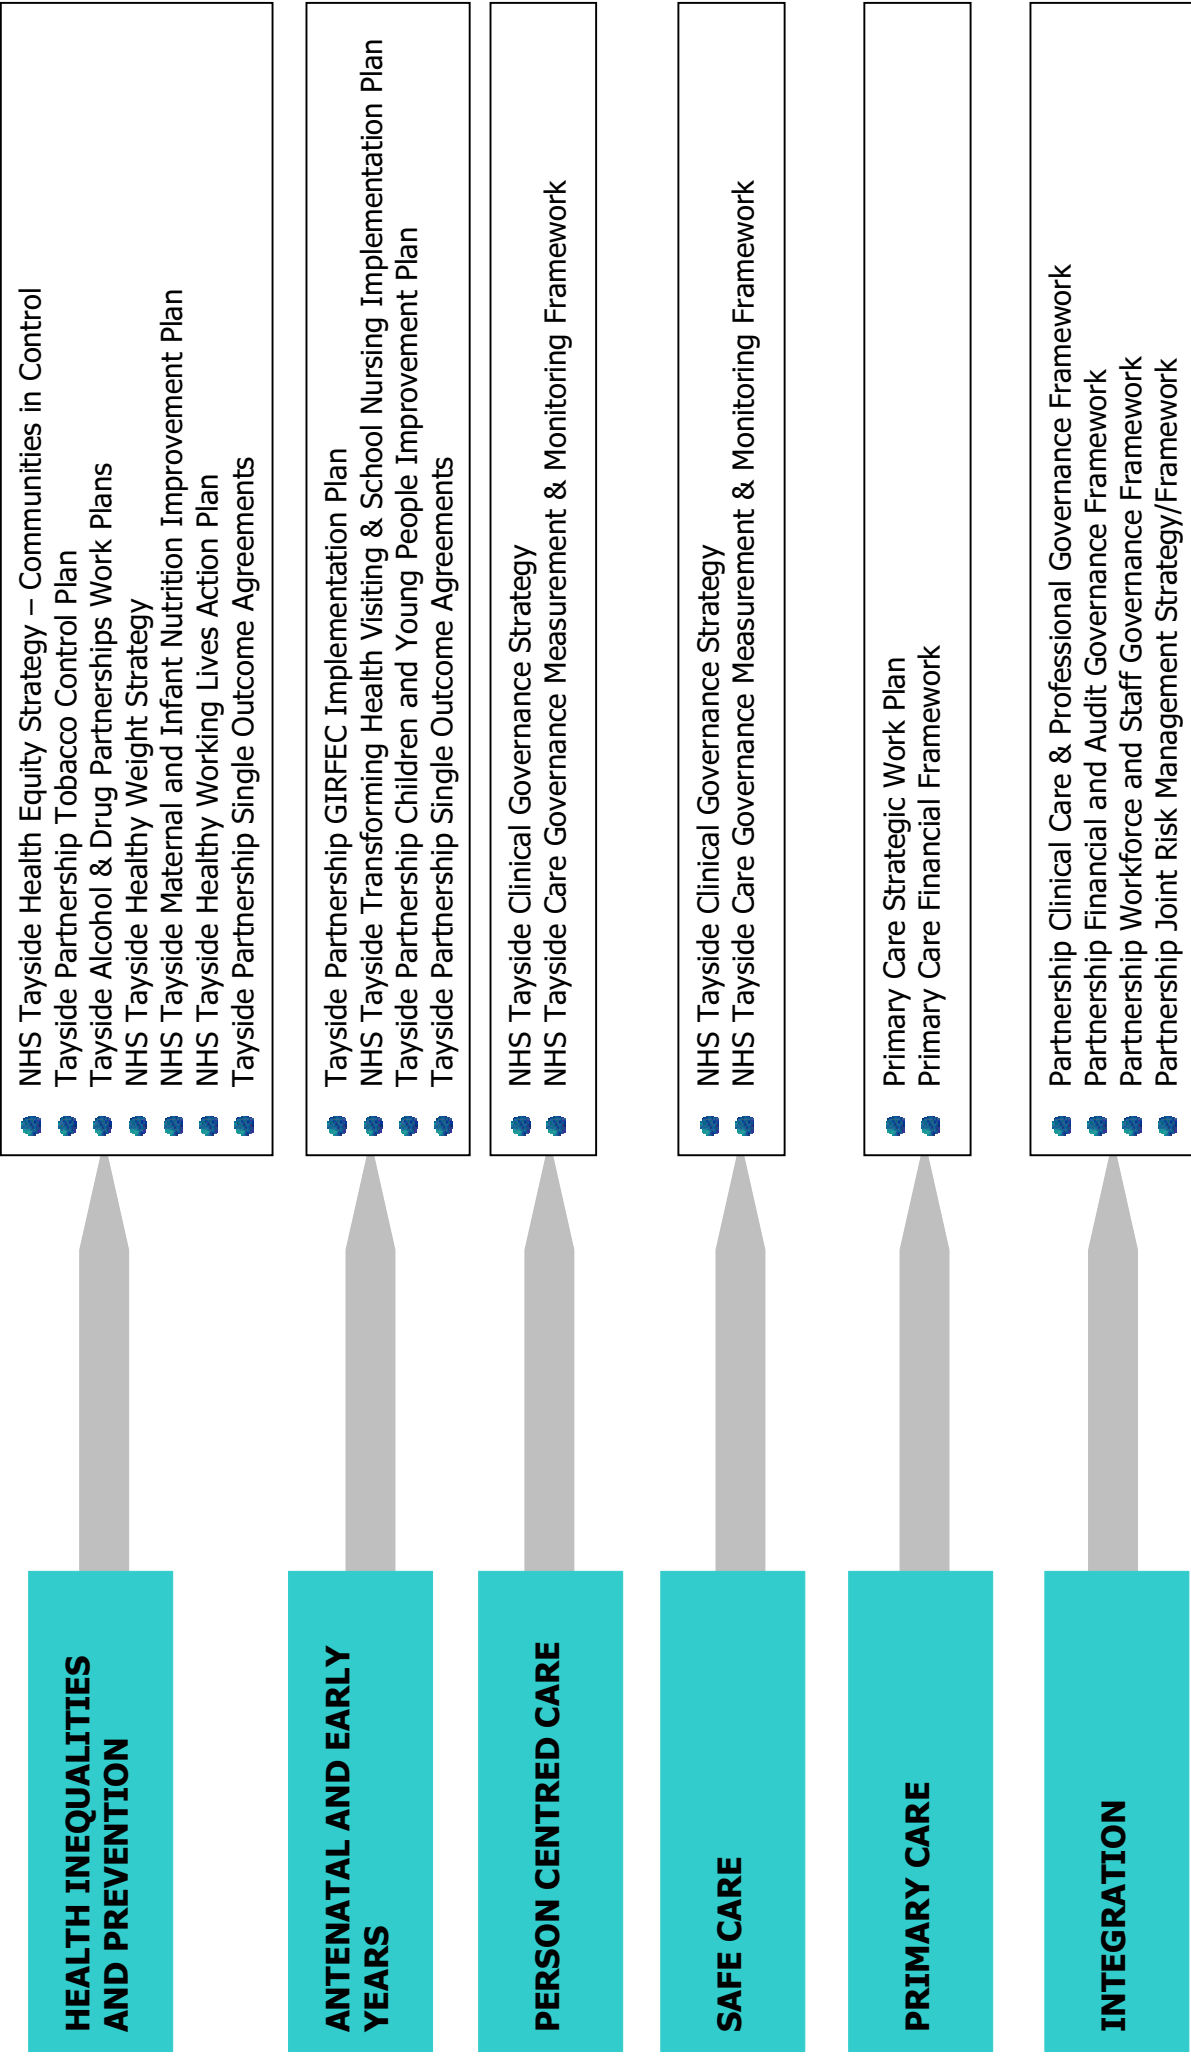 HEALTH INEQUALITIES
AND PREVENTION
NHS Tayside Health Equity Strategy – Communities in Control
Tayside Partnership Tobacco Control Plan
Tayside Alcohol & Drug Partnerships Work Plans
NHS Tayside Healthy Weight Strategy
NHS Tayside Maternal and Infant Nutrition Improvement Plan
NHS Tayside Healthy Working Lives Action Plan
Tayside Partnership Single Outcome Agreements
ANTENATAL AND EARLY
YEARS
Tayside Partnership GIRFEC Implementation Plan
NHS Tayside Transforming Health Visiting & School Nursing Implementation Plan
Tayside Partnership Children and Young People Improvement Plan
Tayside Partnership Single Outcome Agreements
PERSON CENTRED CARE
NHS Tayside Clinical Governance Strategy
NHS Tayside Care Governance Measurement & Monitoring Framework
SAFE CARE
NHS Tayside Clinical Governance Strategy
NHS Tayside Care Governance Measurement & Monitoring Framework
PRIMARY CARE
Primary Care Strategic Work Plan
Primary Care Financial Framework
INTEGRATION
Partnership Clinical Care & Professional Governance Framework
Partnership Financial and Audit Governance Framework
Partnership Workforce and Staff Governance Framework
Partnership Joint Risk Management Strategy/Framework